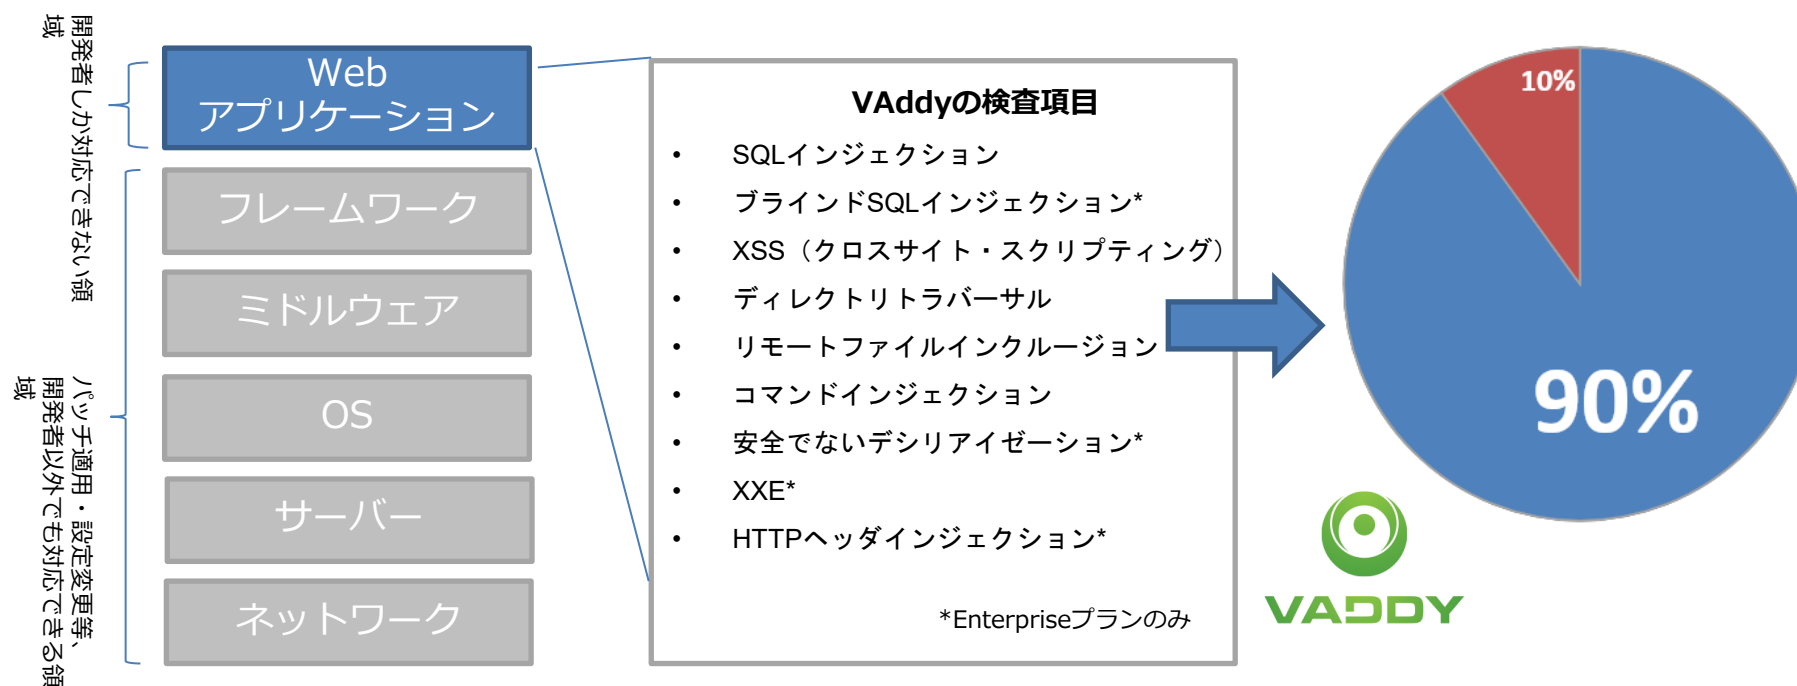 開発者しか対応できない領
域
Web
アプリケーション
フレームワーク
ミドルウェア
OS
サーバー
ネットワーク
パッチ適用・設定変更等、
開発者以外でも対応できる領
域
VAddyの検査項目
• SQLインジェクション
• ブラインドSQLインジェクション*
• XSS（クロスサイト・スクリプティング）
• ディレクトリトラバーサル
• リモートファイルインクルージョン
• コマンドインジェクション
• 安全でないデシリアイゼーション*
• XXE*
• HTTPヘッダインジェクション*
*Enterpriseプランのみ
10%
90%
VADDY